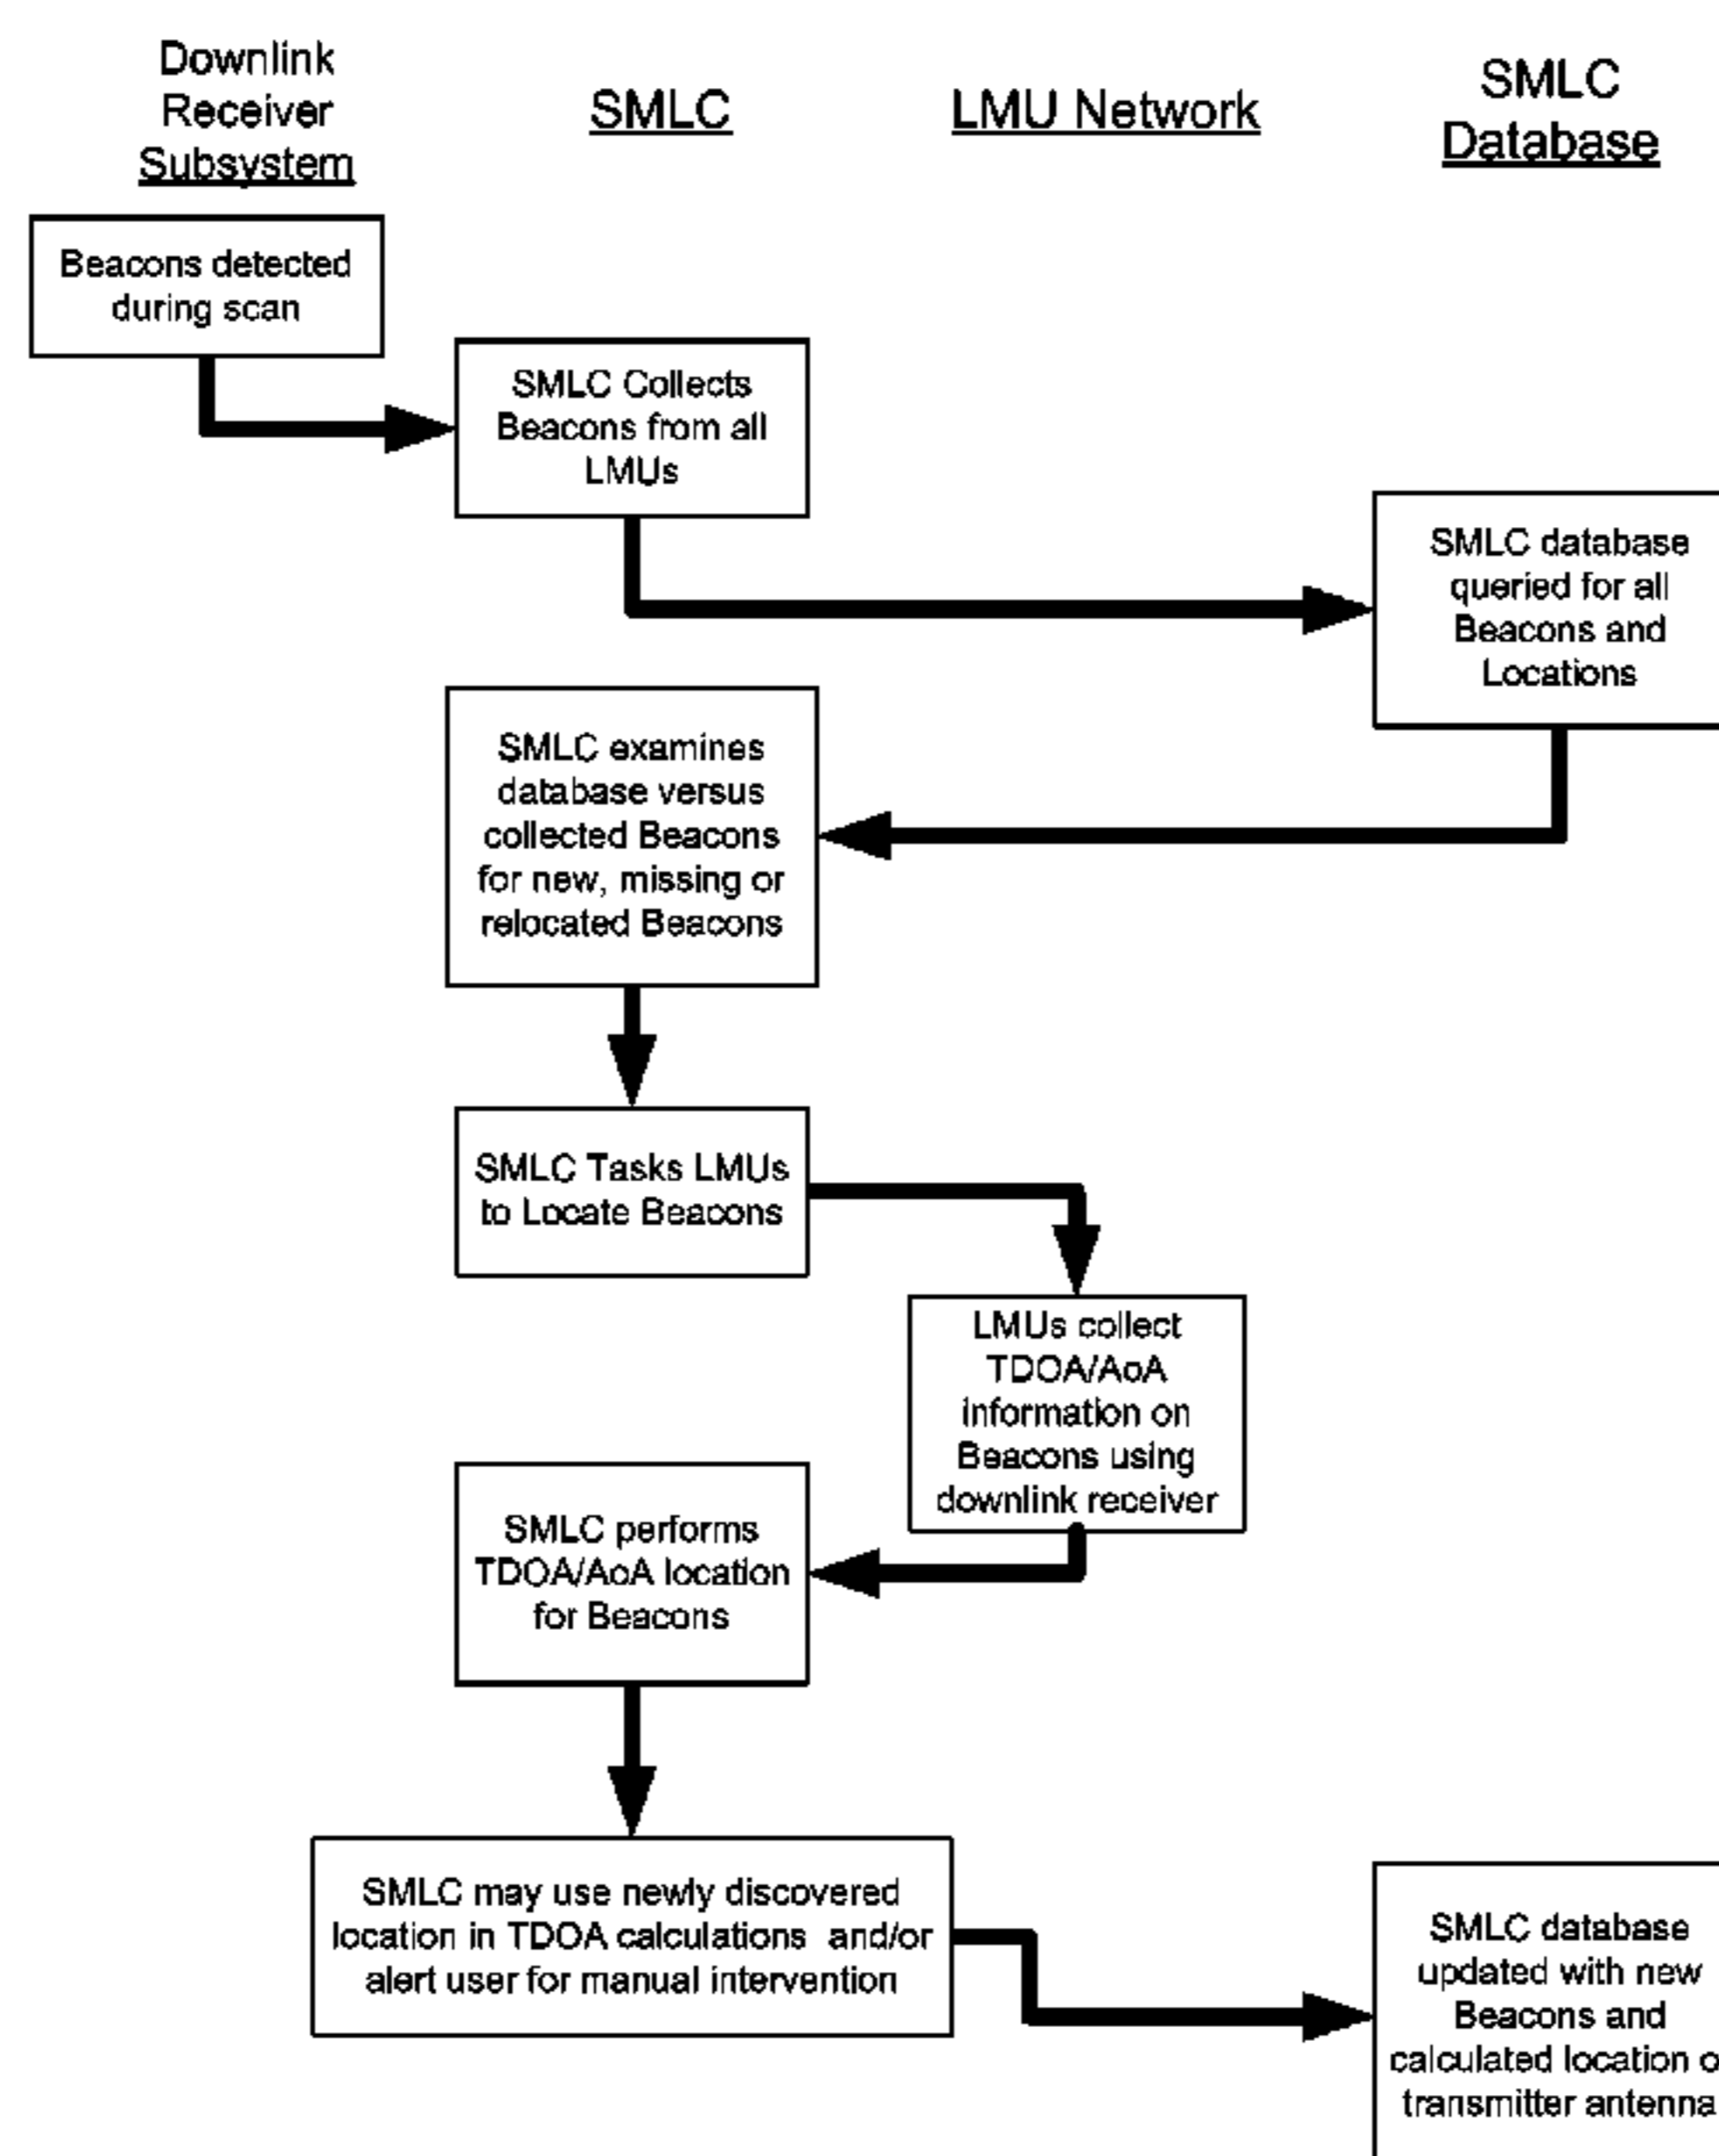 Downlink
Receiver
Subsystem
SMLC
LMU Network
SMLC
Database
Beacons detected
during scan
SMLC Collects
Beacons from all
LMUs
SMLC database
queried for all
Beacons and
Locations
SMLC examines
database versus
collected Beacons
for new, missing or
relocated Beacons
SMLC Tasks LMUs
to Locate Beacons
LMUs collect
TDOA/AoA
information on
Beacons using
downlink receiver
SMLC performs
TDOA/AoA location
for Beacons
SMLC may use newly discovered
location in TDOA calculations and/or
alert user for manual intervention
SMLC database
updated with new
Beacons and
calculated location
transmitter antenna